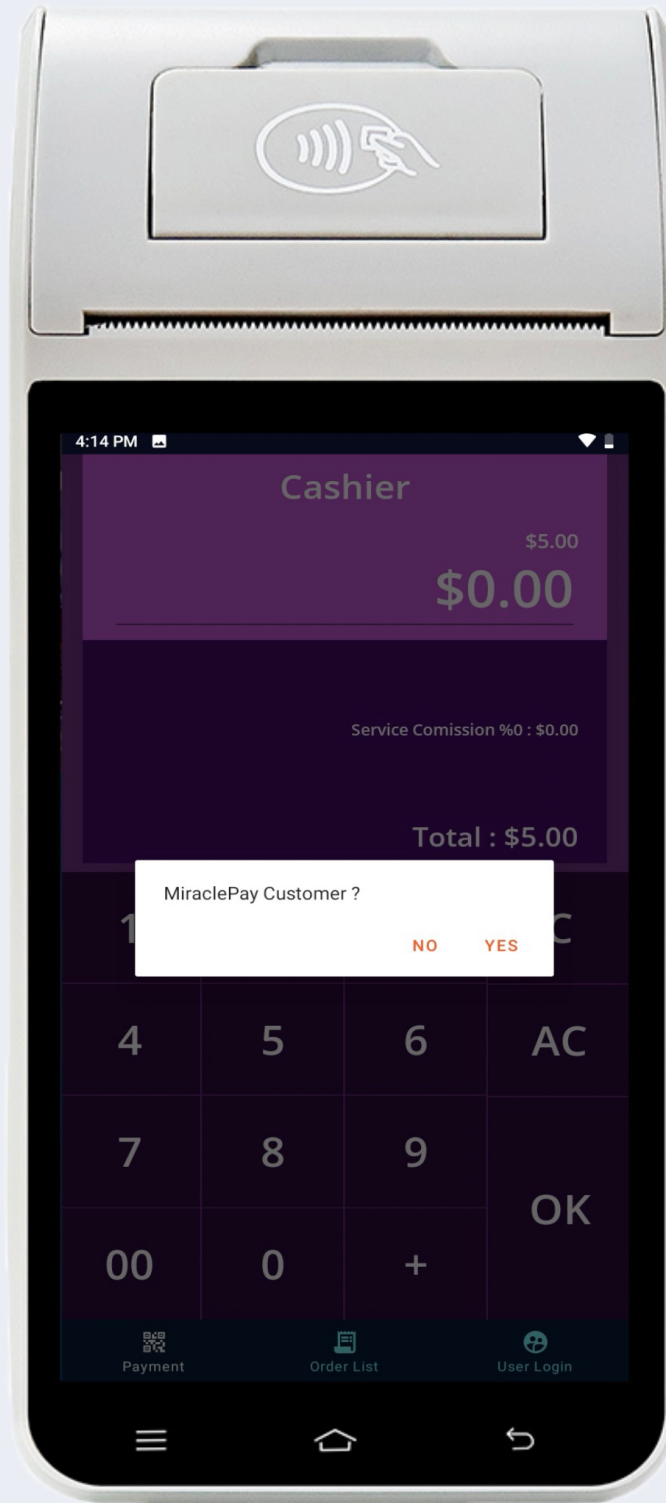 4:14 PM
Cashier
$5.00
$0.00
Service Comission %0 : $0.00
Total : $5.00
MiraclePay Customer ?
NO YES
4 5 6 AC
7 8 9
OK
00 0 +
Payment Order List User Login